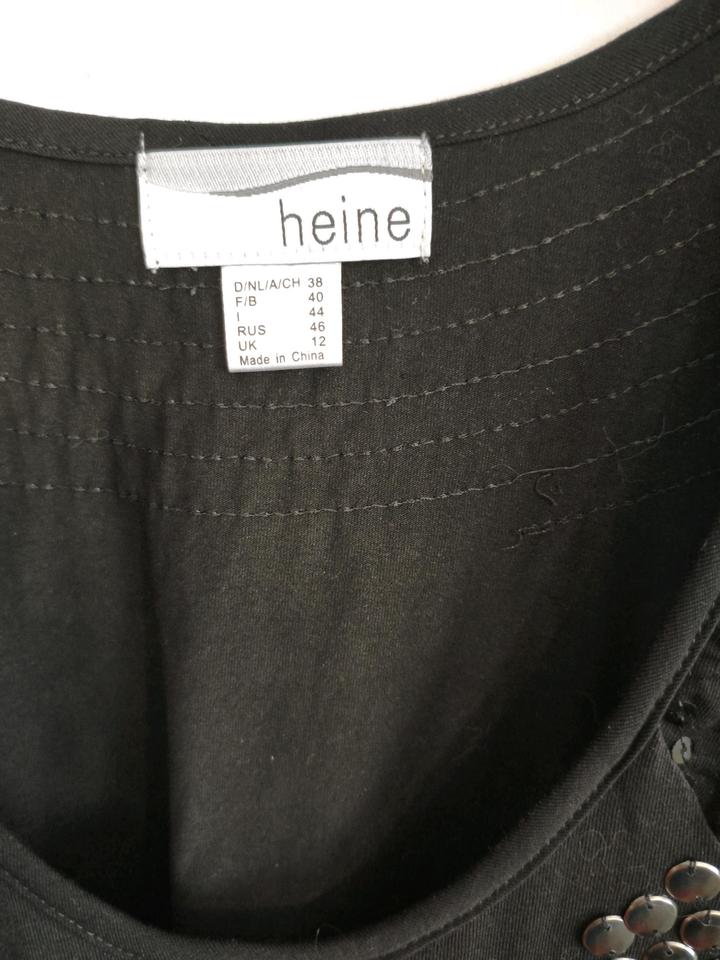 heine
D/NL/A/CH 38
F/B 40
I 44
RUS 46
UK 12
Made in China